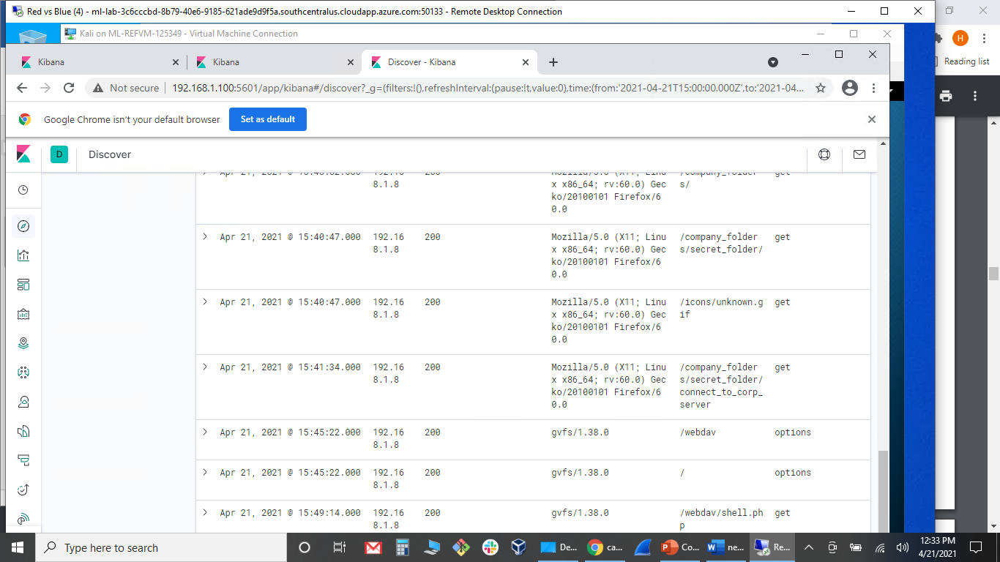 Red vs Blue (4) - ml-lab-3c6cccbd-8b79-40e6-9185-621ade9d9f5a.southcentralus.cloudapp.azure.com:50133 - Remote Desktop Connection
Kali on ML-REFVM-125349 - Virtual Machine Connection
Kibana
Kibana
Discover - Kibana
H
Reading list
Not secure
192.168.1.100:5601/app/kibana#/discover?_g=(filters:!(),refreshInterval:(pause:!t,value:0),time:(from:'2021-04-21T15:00:00.000Z',to:'2021-04...
Google Chrome isn't your default browser
Set as default
D
Discover
192.16
200
Mozilla/5.0 (X11; Linu
/company_folder
get
8.1.8
x x86_64; rv:60.0) Gec
s/
ko/20100101 Firefox/6
0.0
Apr 21, 2021 @ 15:40:47.000
192.16
200
Mozilla/5.0 (X11; Linu
/company_folder
get
8.1.8
x x86_64; rv:60.0) Gec
s/secret_folder/
ko/20100101 Firefox/6
0.0
Apr 21, 2021 @ 15:40:47.000
192.16
200
Mozilla/5.0 (X11; Linu
/icons/unknown.g
get
8.1.8
x x86_64; rv:60.0) Gec
if
ko/20100101 Firefox/6
0.0
Apr 21, 2021 @ 15:41:34.000
192.16
200
Mozilla/5.0 (X11; Linu
/company_folder
get
8.1.8
x x86_64; rv:60.0) Gec
s/secret_folder/
ko/20100101 Firefox/6
connect_to_corp_
0.0
server
Apr 21, 2021 @ 15:45:22.000
192.16
200
gvfs/1.38.0
/webdav
options
8.1.8
Apr 21, 2021 @ 15:45:22.000
192.16
200
gvfs/1.38.0
/
options
8.1.8
Apr 21, 2021 @ 15:49:14.000
192.16
200
gvfs/1.38.0
/webdav/shell.ph
get
8.1.8
p
Type here to search
De...
ca...
Co...
ne...
Re...
12:33 PM
4/21/2021